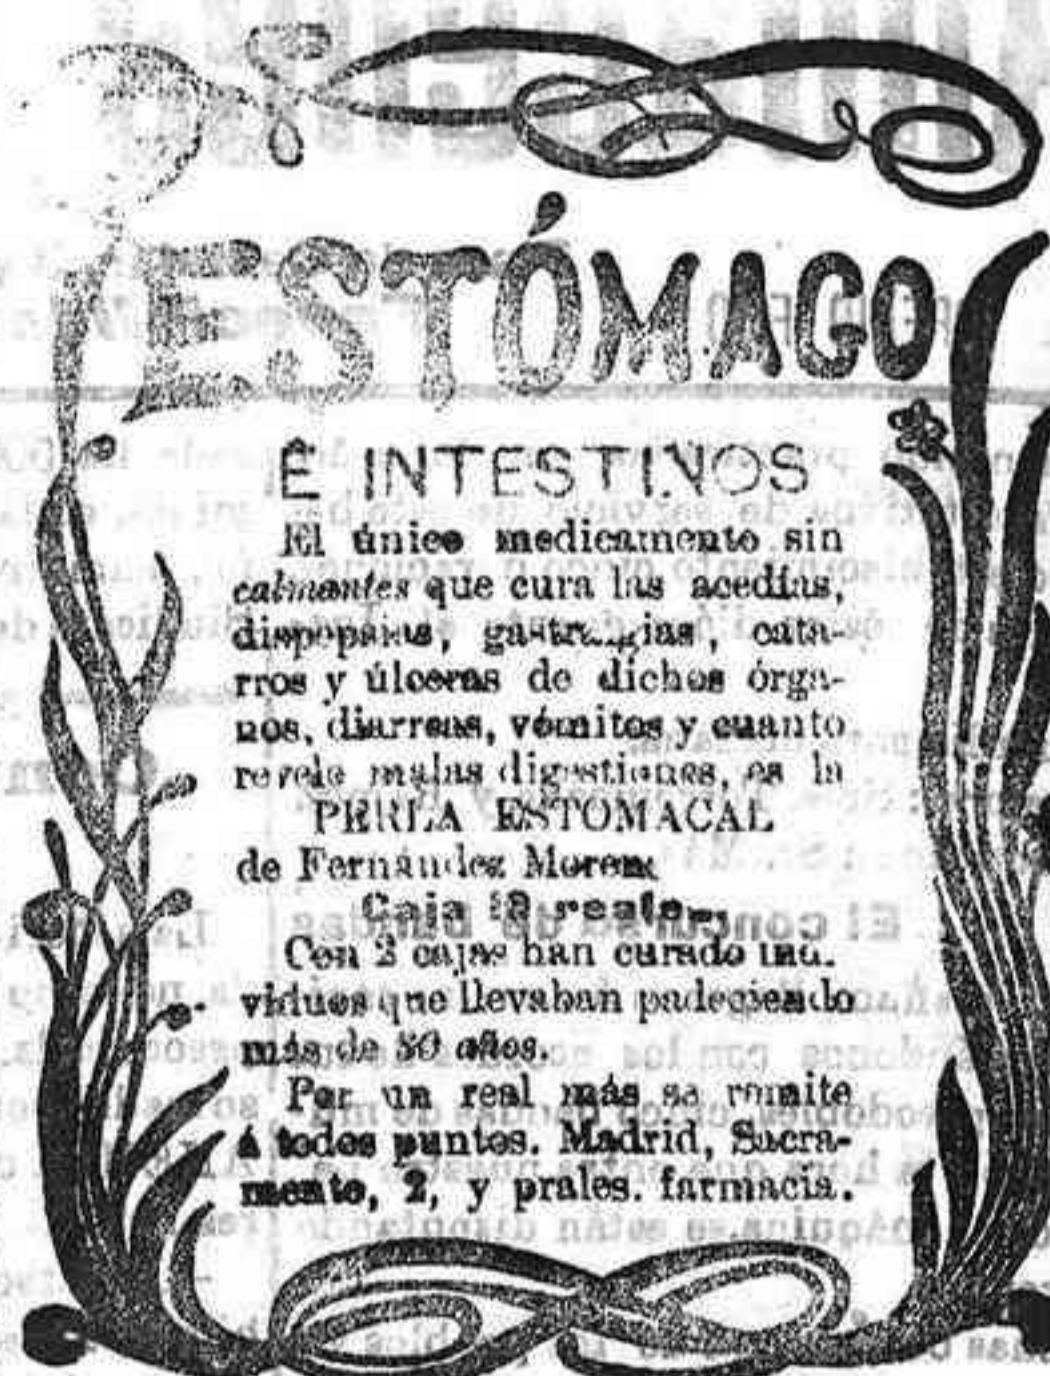 ESTÓMAGO
É INTESTINOS
El único medicamento sin
calmantes que cura las acedías,
dispepsias, gastralgias, cata-
rros y úlceras de dichos órga-
nos, diarreas, vómitos y cuanto
revele malas digestiones, es la
PERLA ESTOMACAL
de Fernández Moreno
Caja reales
Con 2 cajas han curado indi-
viduos que llevaban padeciendo
más de 30 años.
Por un real más se remite
á todos puntos. Madrid, Sacra-
mento, 2, y prales. farmacia.